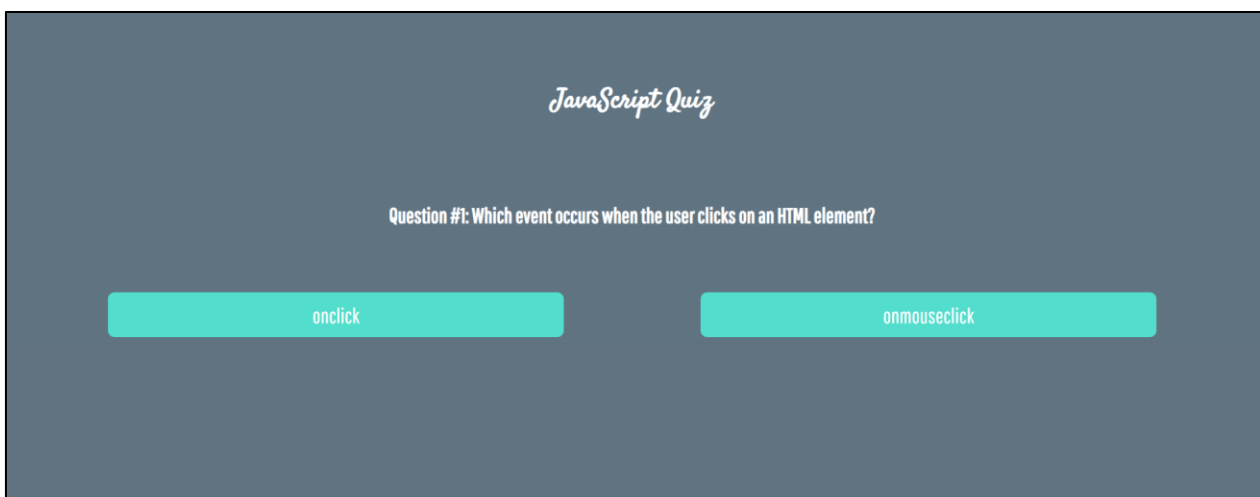 JavaScript Quiz
Question #1: Which event occurs when the user clicks on an HTML element?
onclick
onmouseclick